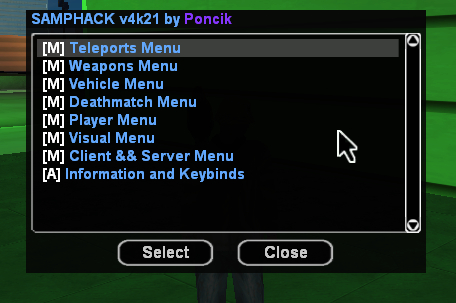 SAMPHACK v4k21 by Poncik
[M] Teleports Menu
[M] Weapons Menu
[M] Vehicle Menu
[M] Deathmatch Menu
[M] Player Menu
[M] Visual Menu
[M] Client && Server Menu
[A] Information and Keybinds
Select Close